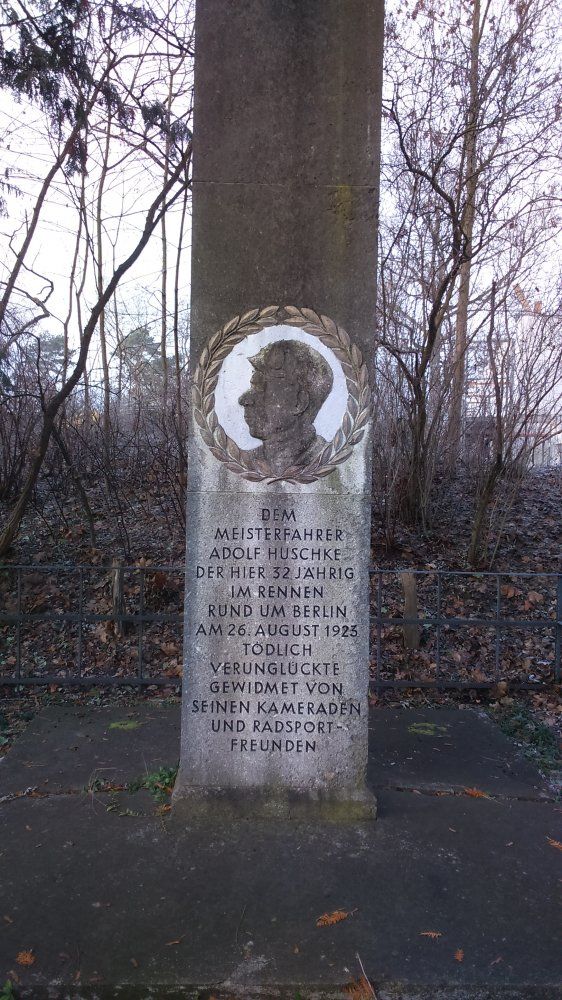 DEM
MEISTERFAHRER
ADOLF HUSCHKE
DER HIER 32 JÄHRIG
IM RENNEN
RUND UM BERLIN
AM 26. AUGUST 1923
TÖDLICH
VERUNGLÜCKTE
GEWIDMET VON
SEINEN KAMERADEN
UND RADSPORT-
FREUNDEN